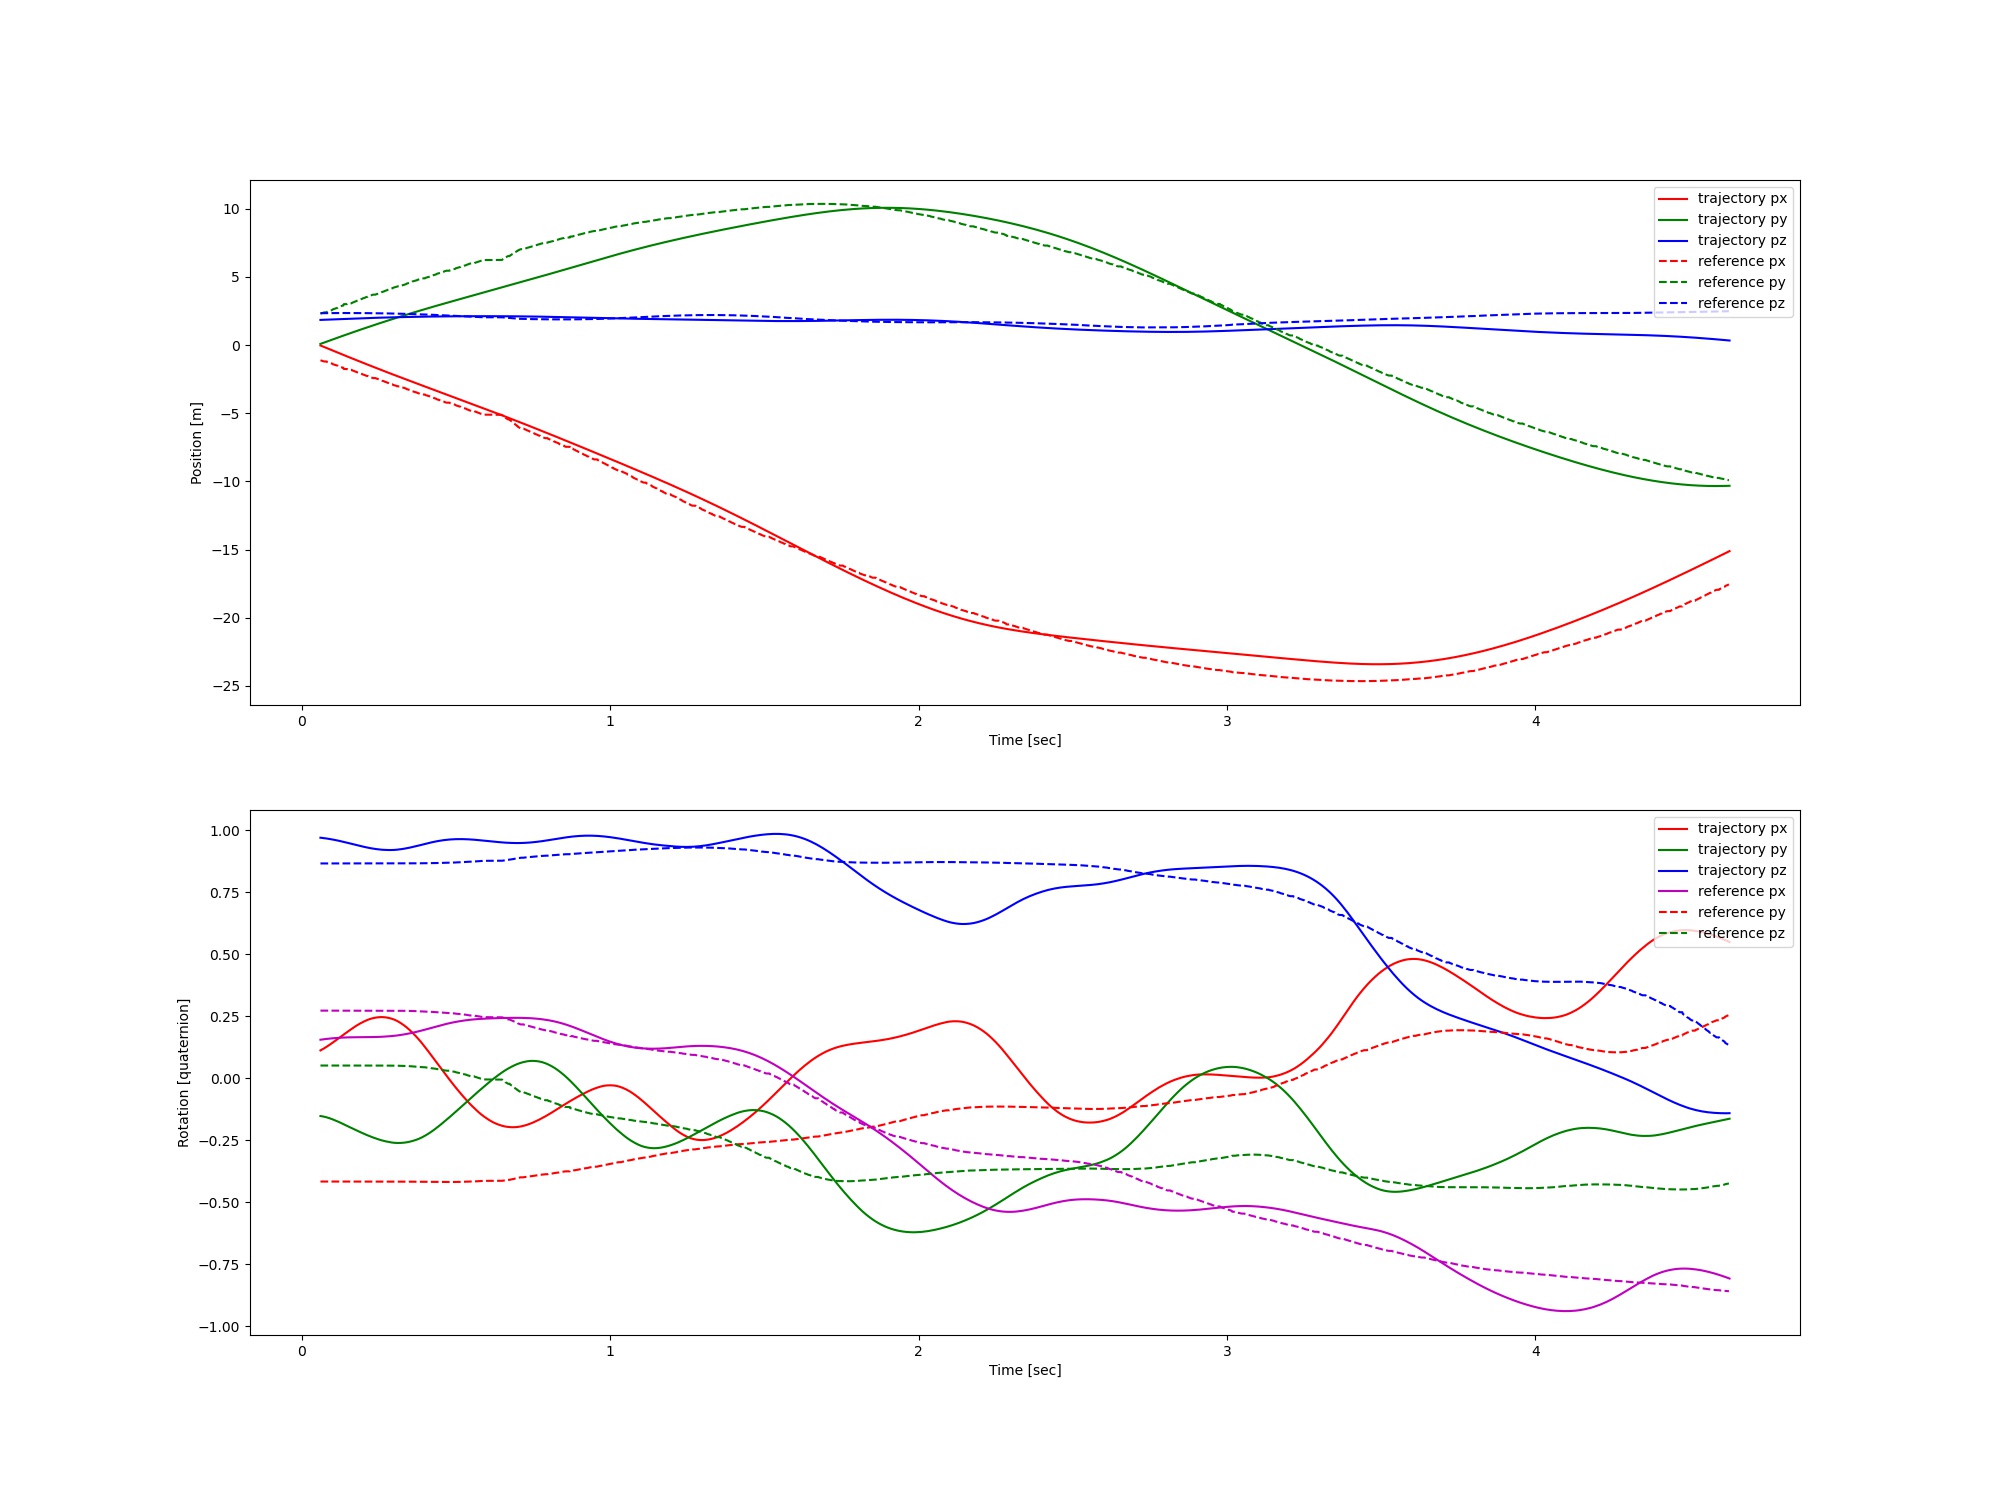 10
5
0
−5
−10
−15
−20
−25
Position [m]
trajectory px
trajectory py
trajectory pz
reference px
reference py
reference pz
0 1 2 3 4
Time [sec]
1.00
0.75
0.50
0.25
0.00
−0.25
−0.50
−0.75
−1.00
Rotation [quaternion]
trajectory px
trajectory py
trajectory pz
reference px
reference py
reference pz
0 1 2 3 4
Time [sec]